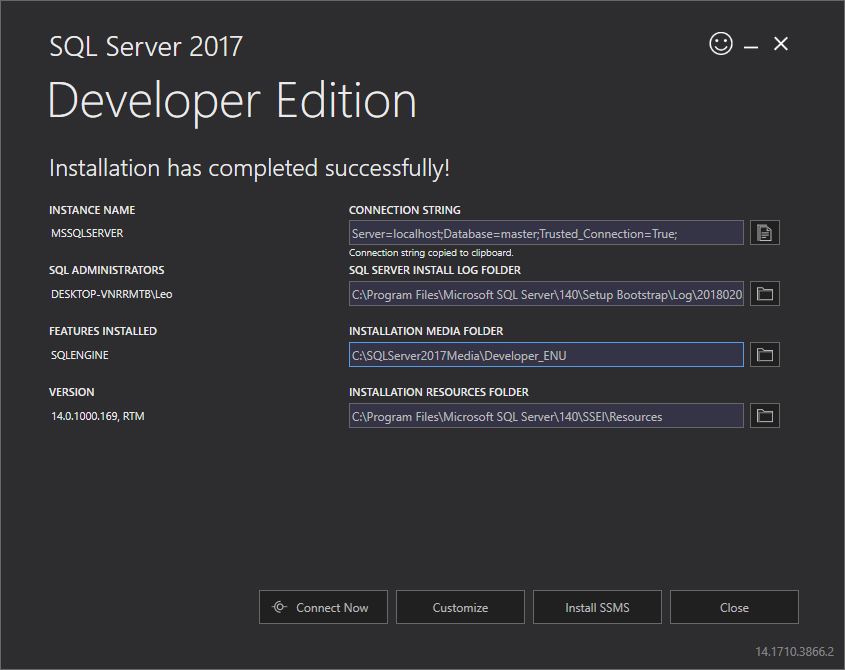 SQL Server 2017
Developer Edition
Installation has completed successfully!
INSTANCE NAME
MSSQLSERVER
SQL ADMINISTRATORS
DESKTOP-VNRRMTB\Leo
FEATURES INSTALLED
SQLENGINE
VERSION
14.0.1000.169, RTM
CONNECTION STRING
Server=localhost;Database=master;Trusted_Connection=True;
Connection string copied to clipboard.
SQL SERVER INSTALL LOG FOLDER
C:\Program Files\Microsoft SQL Server\140\Setup Bootstrap\Log\2018020
INSTALLATION MEDIA FOLDER
C:\SQLServer2017Media\Developer_ENU
INSTALLATION RESOURCES FOLDER
C:\Program Files\Microsoft SQL Server\140\SSEI\Resources
Connect Now
Customize
Install SSMS
Close
14.1710.3866.2